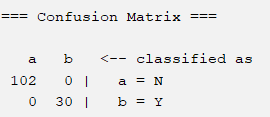 === Confusion Matrix ===
a b <-- classified as
102 0 | a = N
0 30 | b = Y